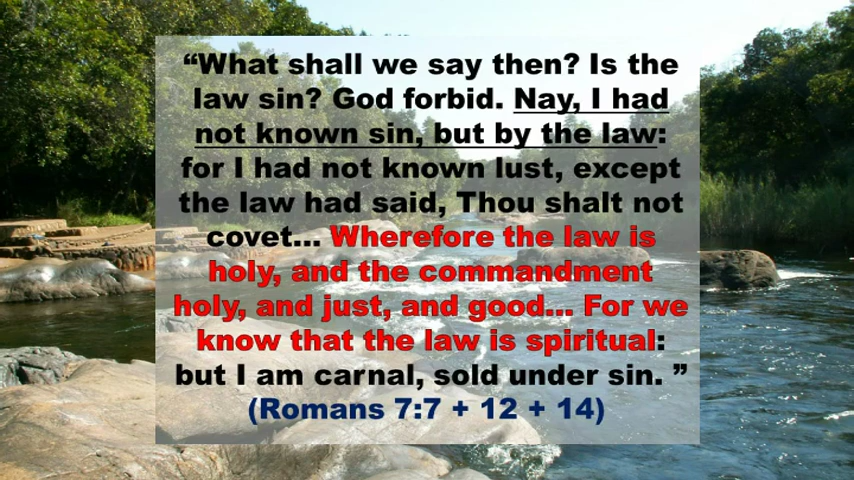 “What shall we say then? Is the
law sin? God forbid. Nay, I had
not known sin, but by the law:
for I had not known lust, except
the law had said, Thou shalt not
covet... Wherefore the law is
holy, and the commandment
holy, and just, and good... For we
know that the law is spiritual:
but I am carnal, sold under sin. ”
(Romans 7:7 + 12 + 14)